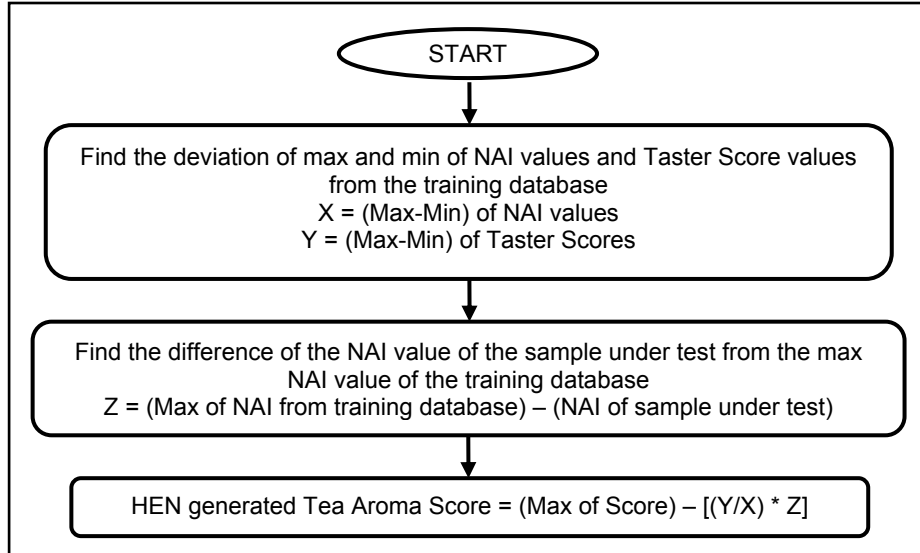 START
Find the deviation of max and min of NAI values and Taster Score values
from the training database
X = (Max-Min) of NAI values
Y = (Max-Min) of Taster Scores
Find the difference of the NAI value of the sample under test from the max
NAI value of the training database
Z = (Max of NAI from training database) – (NAI of sample under test)
HEN generated Tea Aroma Score = (Max of Score) – [(Y/X) * Z]